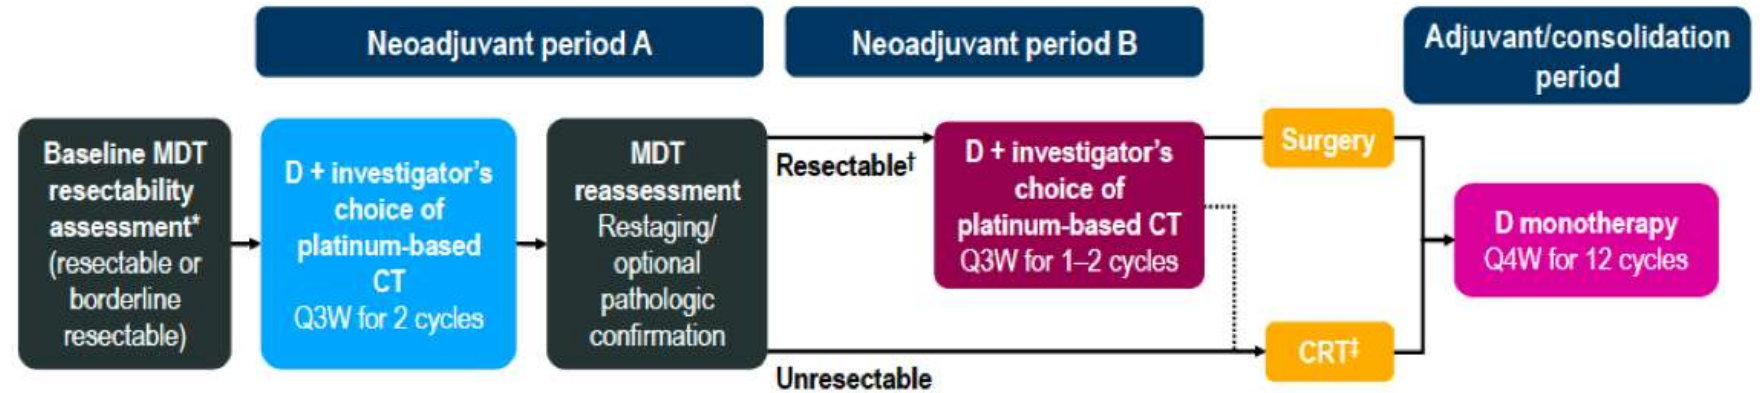 Neoadjuvant period A
Neoadjuvant period B
Adjuvant/consolidation
period
Baseline MDT
resectability
assessment*
(resectable or
borderline
resectable)
D + investigator's
choice of
platinum-based
CT
Q3W for 2 cycles
MDT
reassessment
Restaging/
optional
pathologic
confirmation
Resectable†
Unresectable
D + investigator's
choice of
platinum-based CT
Q3W for 1–2 cycles
Surgery
CRT‡
D monotherapy
Q4W for 12 cycles